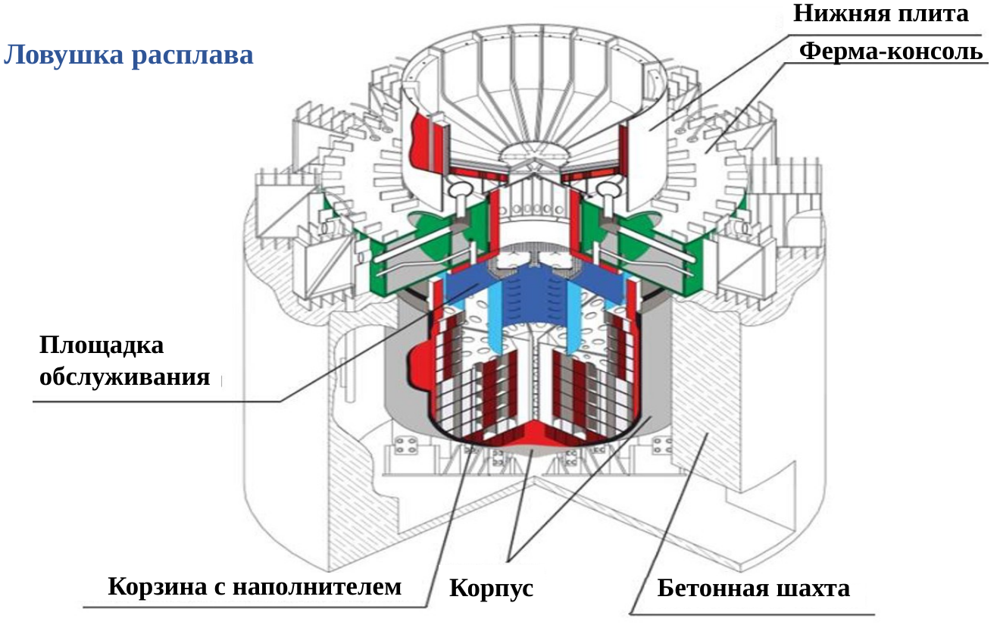 Нижняя плита
Ловушка расплава
Ферма-консоль
Площадка
обслуживания
Корзина с наполнителем
Корпус
Бетонная шахта